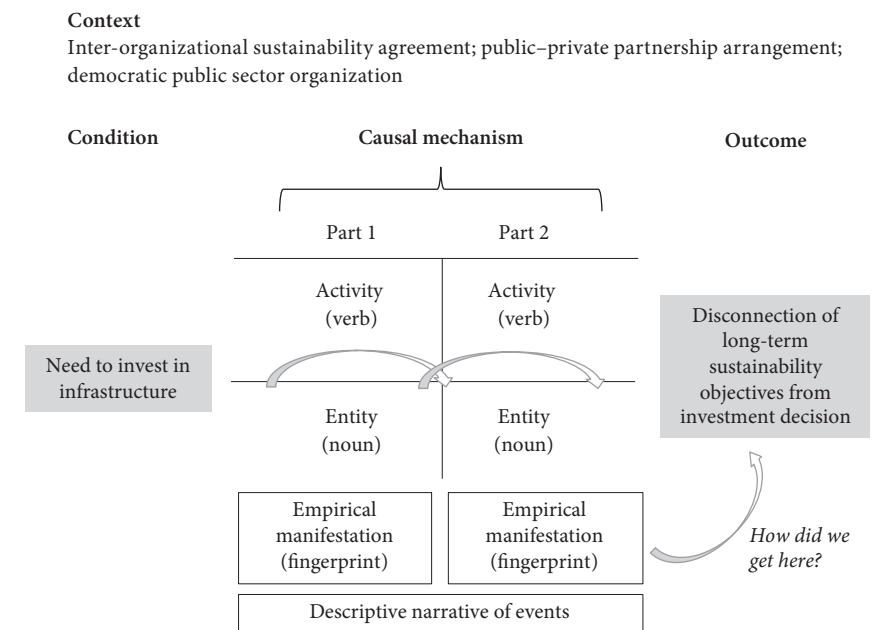 Context
Inter-organizational sustainability agreement; public–private partnership arrangement;
democratic public sector organization
Condition
Causal mechanism
Outcome
Part 1
Part 2
Activity
(verb)
Activity
(verb)
Need to invest in
infrastructure
Disconnection of
long-term
sustainability
objectives from
investment decision
Entity
(noun)
Entity
(noun)
Empirical
manifestation
(fingerprint)
Empirical
manifestation
(fingerprint)
How did we
get here?
Descriptive narrative of events